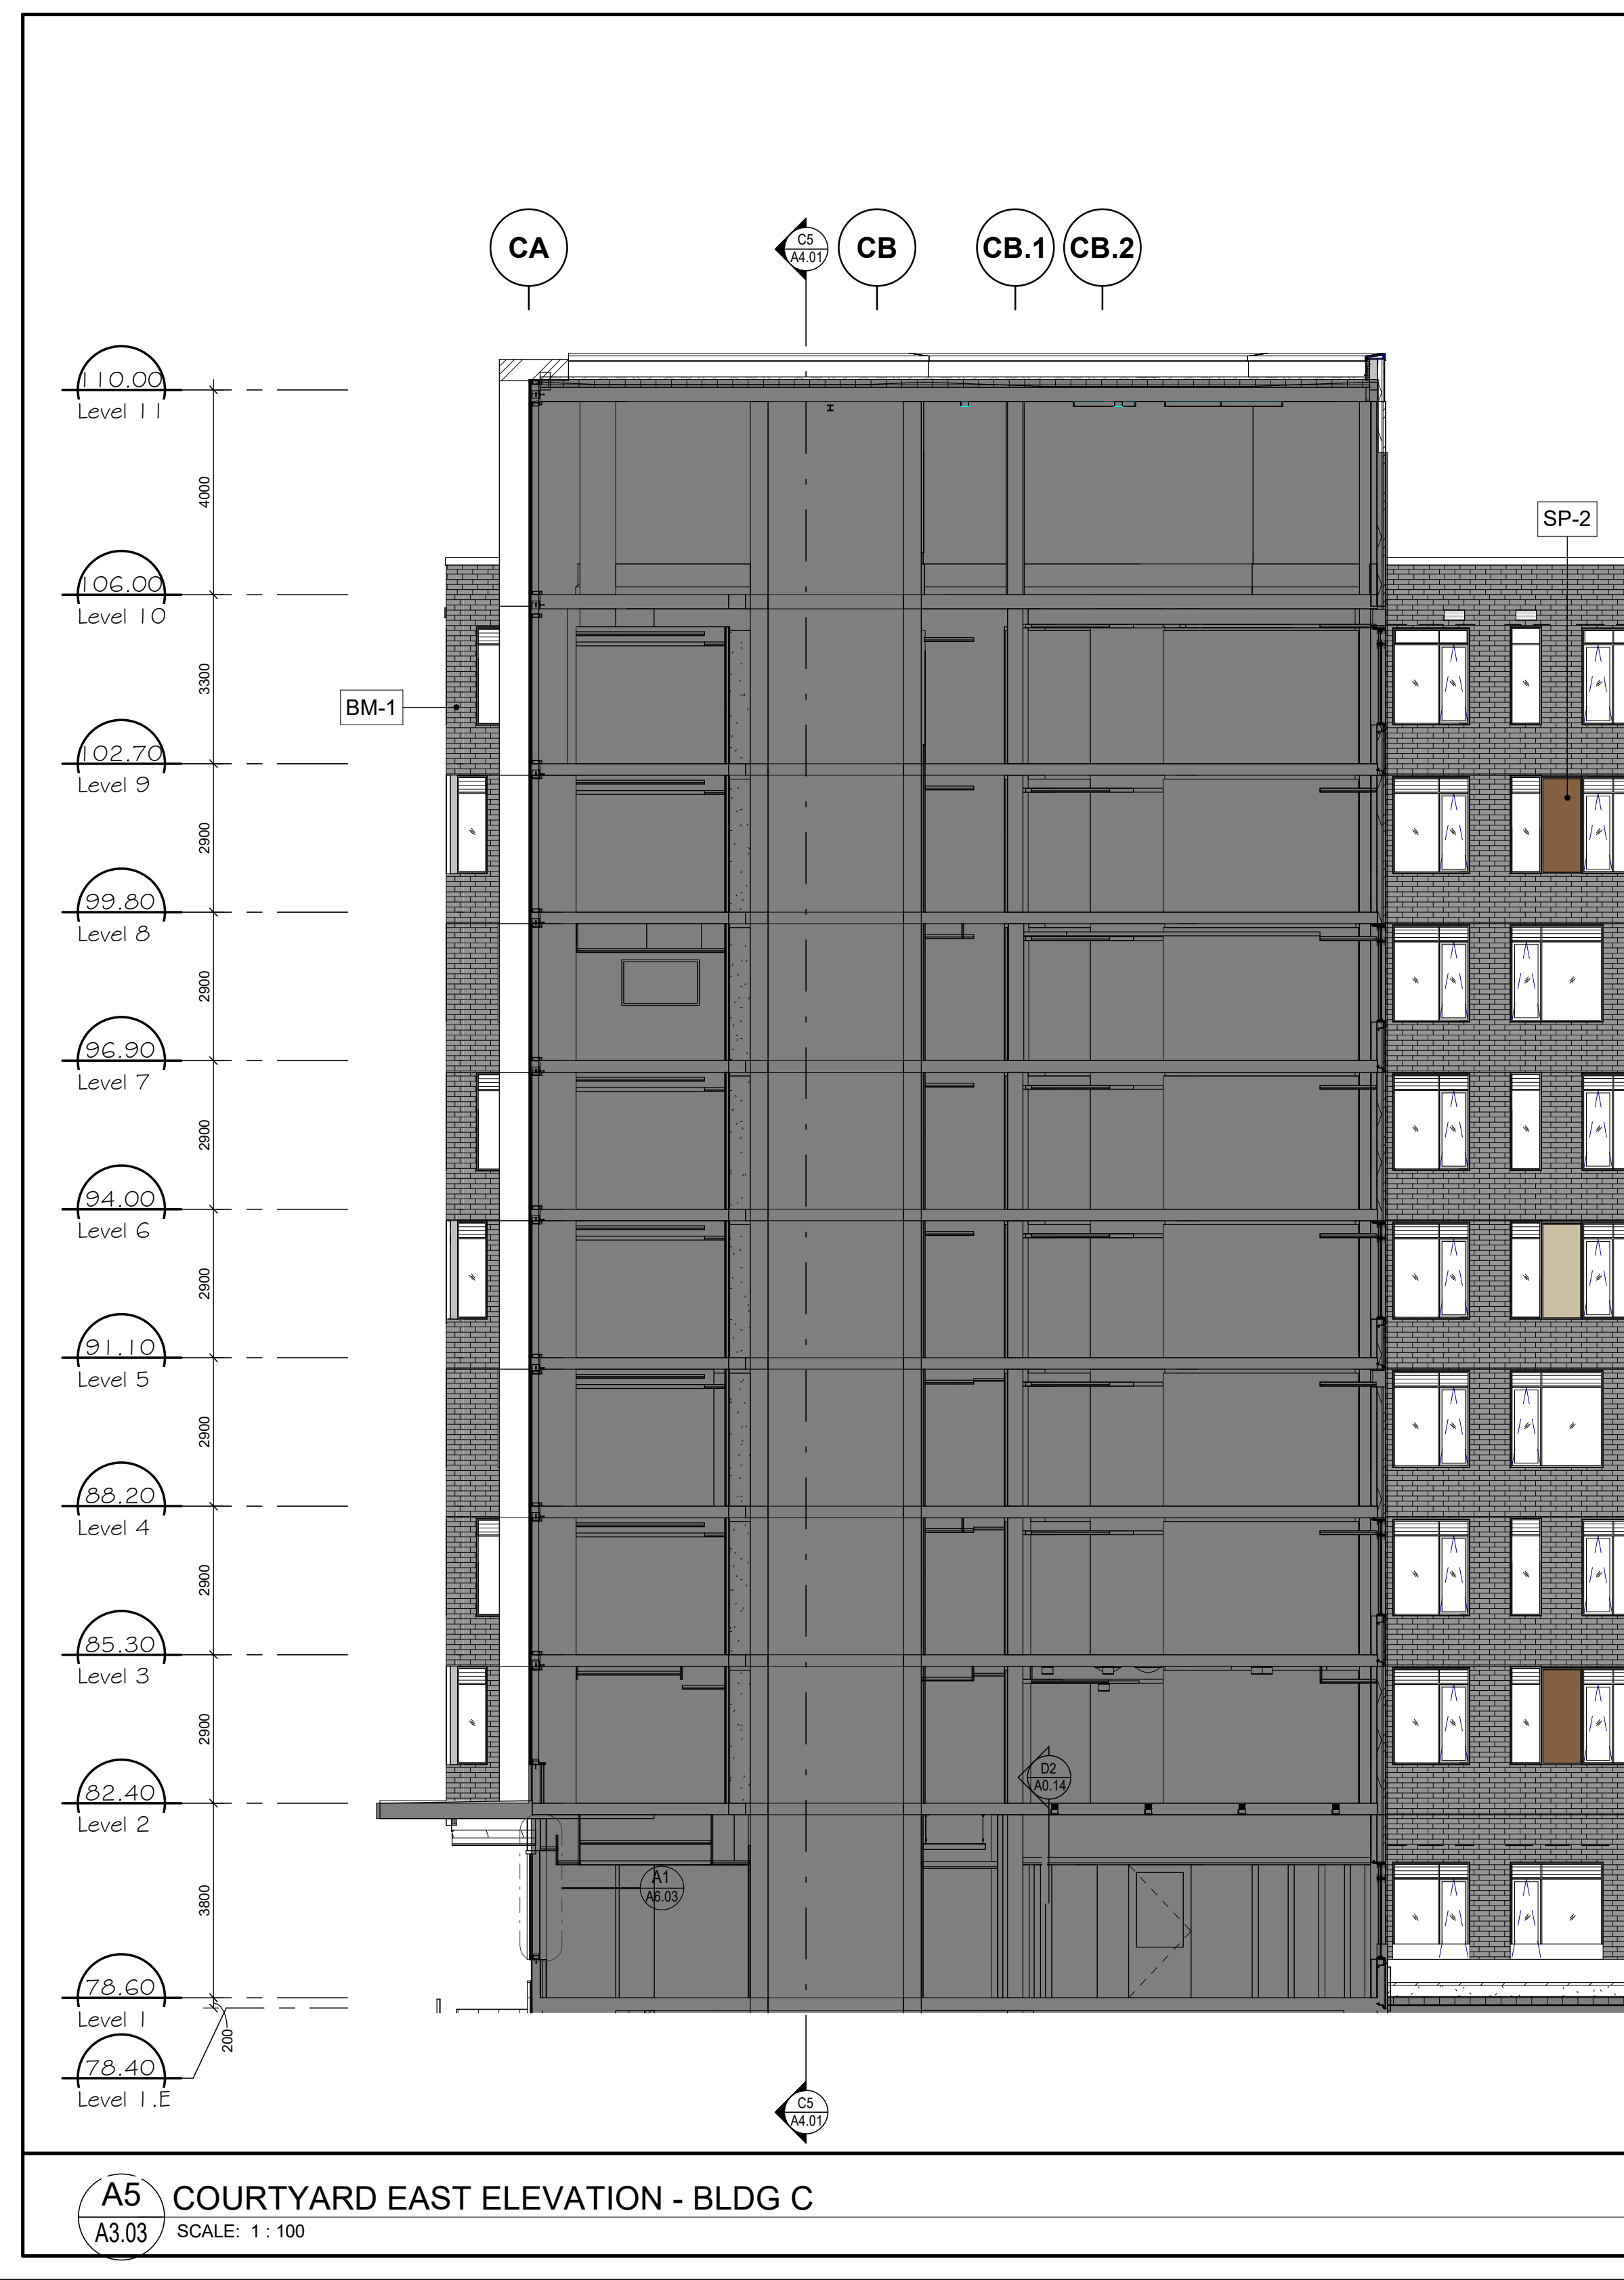 CA
C5
A4.01
CB
CB.1
CB.2
110.00
Level 11
4000
SP-2
106.00
Level 10
3300
BM-1
102.70
Level 9
2900
99.80
Level 8
2900
96.90
Level 7
2900
94.00
Level 6
2900
91.10
Level 5
2900
88.20
Level 4
2900
85.30
Level 3
2900
D2
A0.14
82.40
Level 2
A1
A6.03
3800
78.60
Level 1
200
78.40
Level 1.E
C5
A4.01
A5
A3.03
COURTYARD EAST ELEVATION - BLDG C
SCALE: 1 : 100